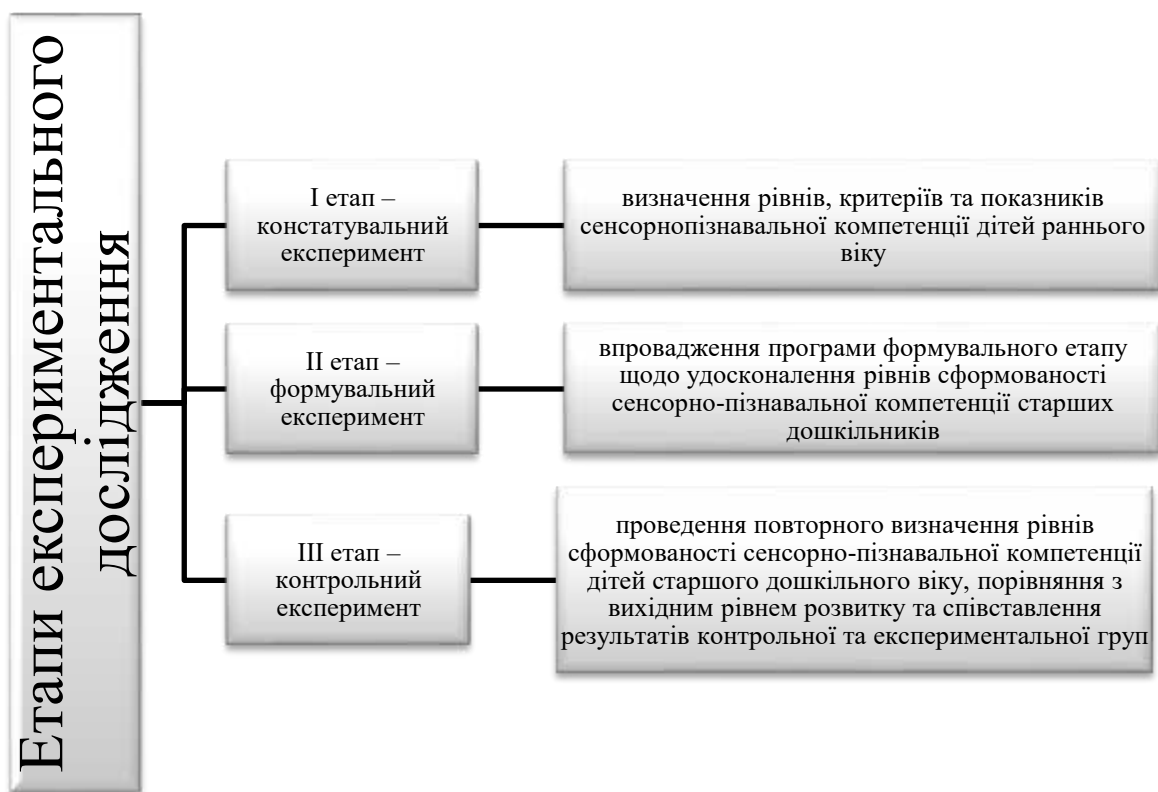 Етапи експериментального
дослідження
І етап –
констатувальний
експеримент
визначення рівнів, критеріїв та показників
сенсорнопізнавальної компетенції дітей раннього
віку
ІІ етап –
формувальний
експеримент
впровадження програми формувального етапу
щодо удосконалення рівнів сформованості
сенсорно-пізнавальної компетенції старших
дошкільників
ІІІ етап –
контрольний
експеримент
проведення повторного визначення рівнів
сформованості сенсорно-пізнавальної компетенції
дітей старшого дошкільного віку, порівняння з
вихідним рівнем розвитку та співставлення
результатів контрольної та експериментальної груп